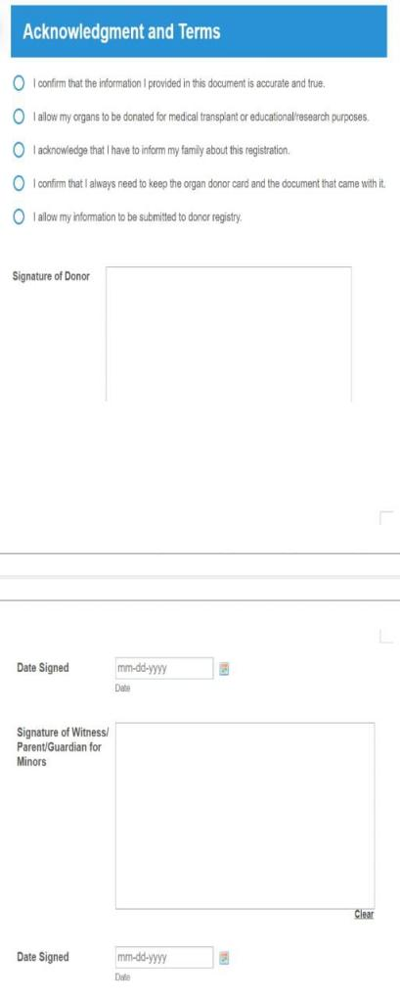 Acknowledgment and Terms
I confirm that the information I provided in this document is accurate and true.
I allow my organs to be donated for medical transplant or educational/research purposes.
I acknowledge that I have to inform my family about this registration.
I confirm that I always need to keep the organ donor card and the document that came with it.
I allow my information to be submitted to donor registry.
Signature of Donor
Date Signed
mm-dd-yyyy
Date
Signature of Witness/
Parent/Guardian for
Minors
Clear
Date Signed
mm-dd-yyyy
Date